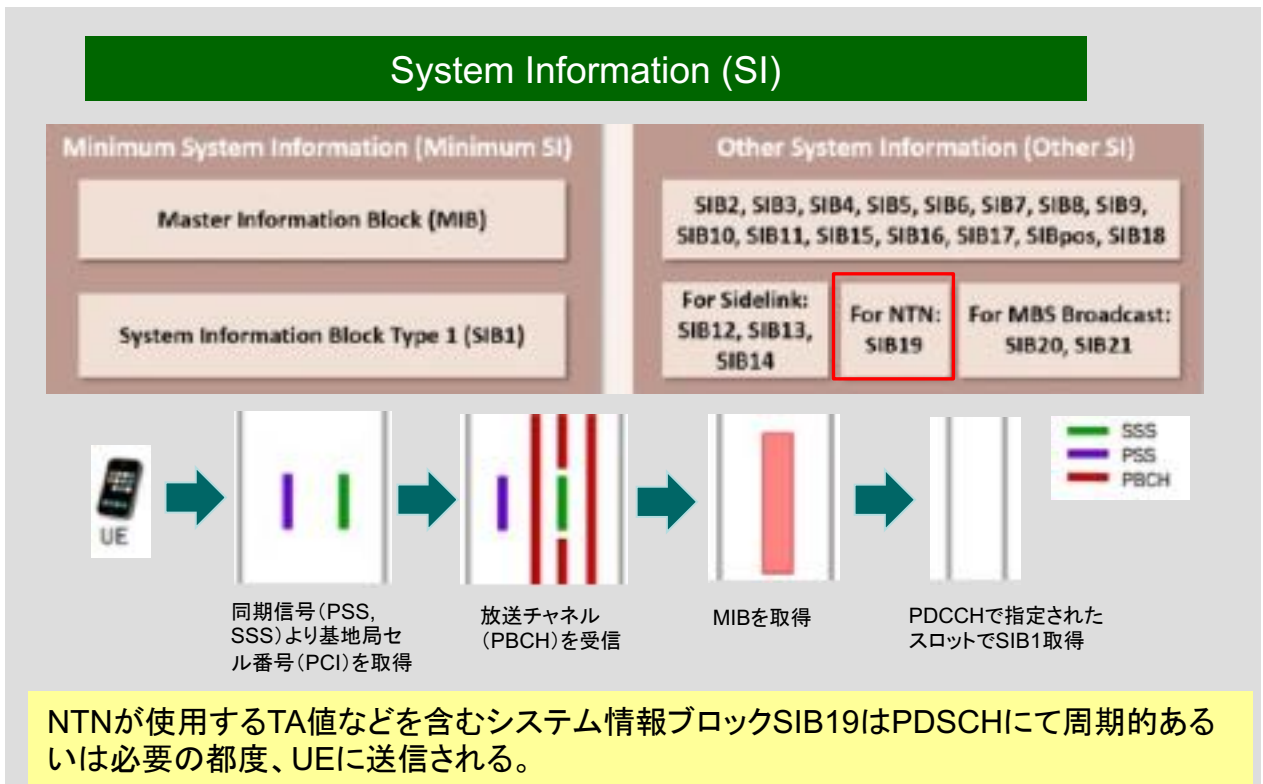 System Information (SI)
Minimum System Information (Minimum SI)
Master Information Block (MIB)
System Information Block Type 1 (SIB1)
Other System Information (Other SI)
SIB2, SIB3, SIB4, SIB5, SIB6, SIB7, SIB8, SIB9,
SIB10, SIB11, SIB15, SIB16, SIB17, SIBpos, SIB18
For Sidelink:
SIB12, SIB13,
SIB14
For NTN:
SIB19
For MBS Broadcast:
SIB20, SIB21
UE
SSS
PSS
PBCH
同期信号(PSS,
SSS)より基地局セ
ル番号(PCI)を取得
放送チャネル
(PBCH)を受信
MIBを取得
PDCCHで指定された
スロットでSIB1取得
NTNが使用するTA値などを含むシステム情報ブロックSIB19はPDSCHにて周期的ある
いは必要の都度、UEに送信される。